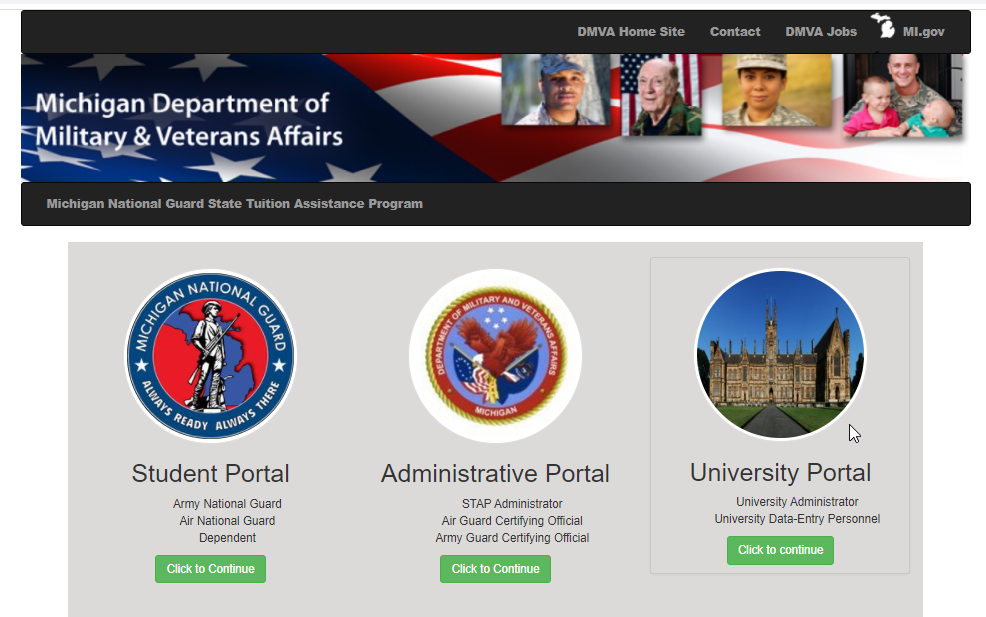 DMVA Home Site Contact DMVA Jobs MI.gov
Michigan Department of
Military & Veterans Affairs
Michigan National Guard State Tuition Assistance Program
MICHIGAN NATIONAL GUARD
ALWAYS READY ALWAYS THERE
DEPARTMENT OF MILITARY AND VETERANS AFFAIRS
MICHIGAN
Student Portal
Army National Guard
Air National Guard
Dependent
Click to Continue
Administrative Portal
STAP Administrator
Air Guard Certifying Official
Army Guard Certifying Official
Click to Continue
University Portal
University Administrator
University Data-Entry Personnel
Click to continue